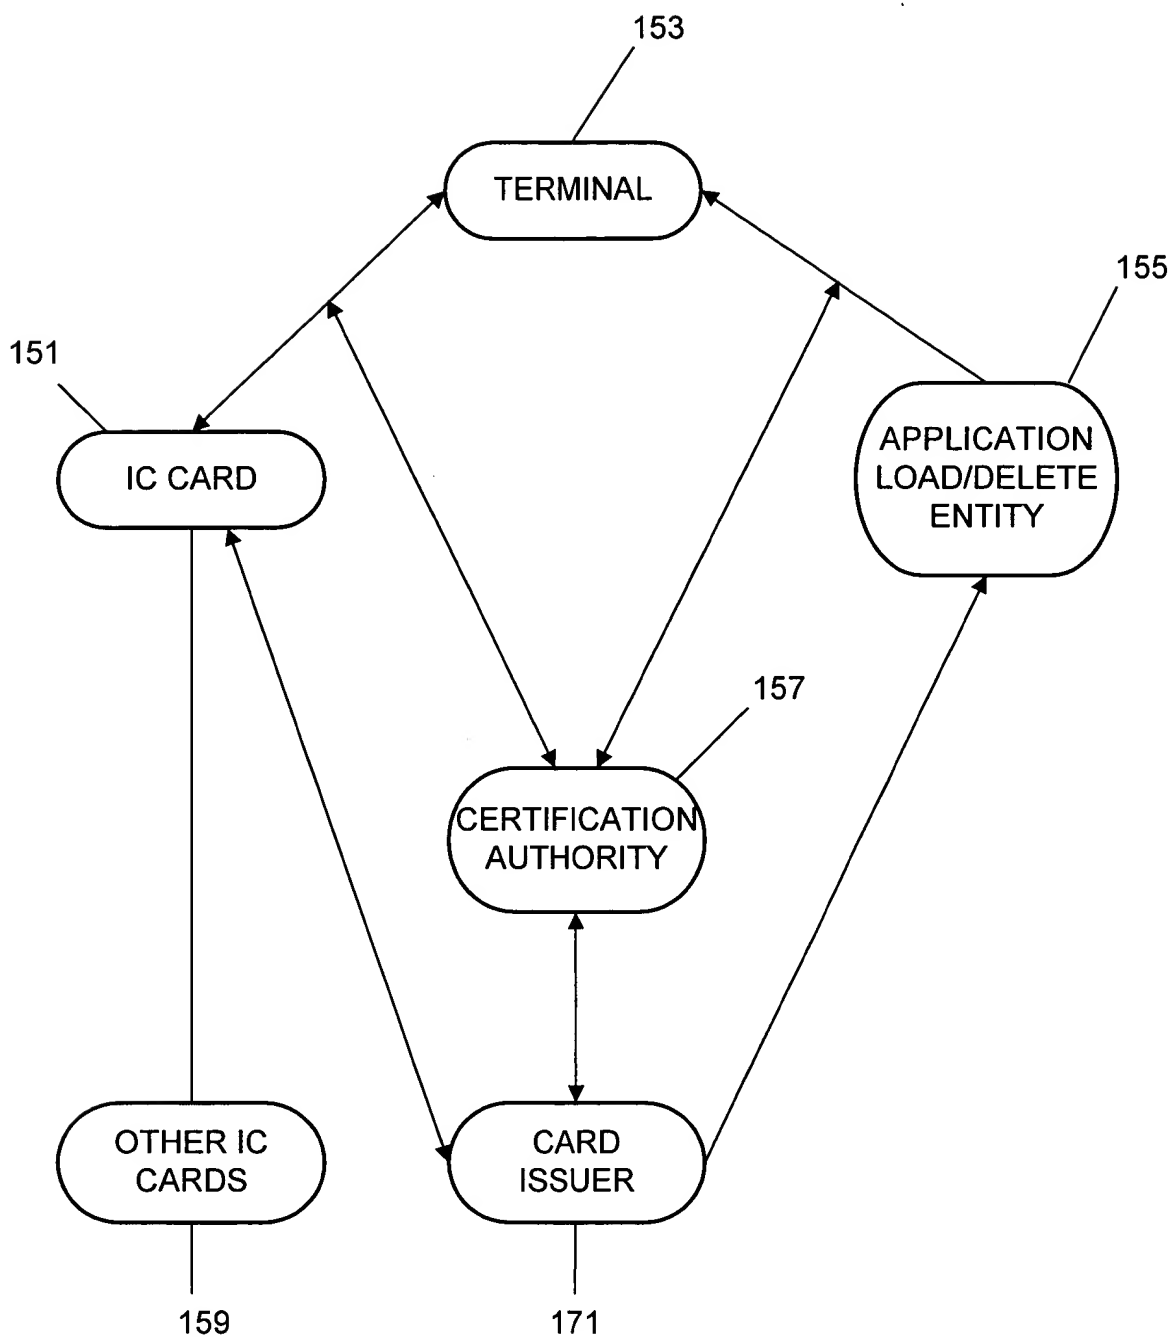 153
TERMINAL
155
151
IC CARD
APPLICATION
LOAD/DELETE
ENTITY
157
CERTIFICATION
AUTHORITY
OTHER IC
CARDS
CARD
ISSUER
159
171